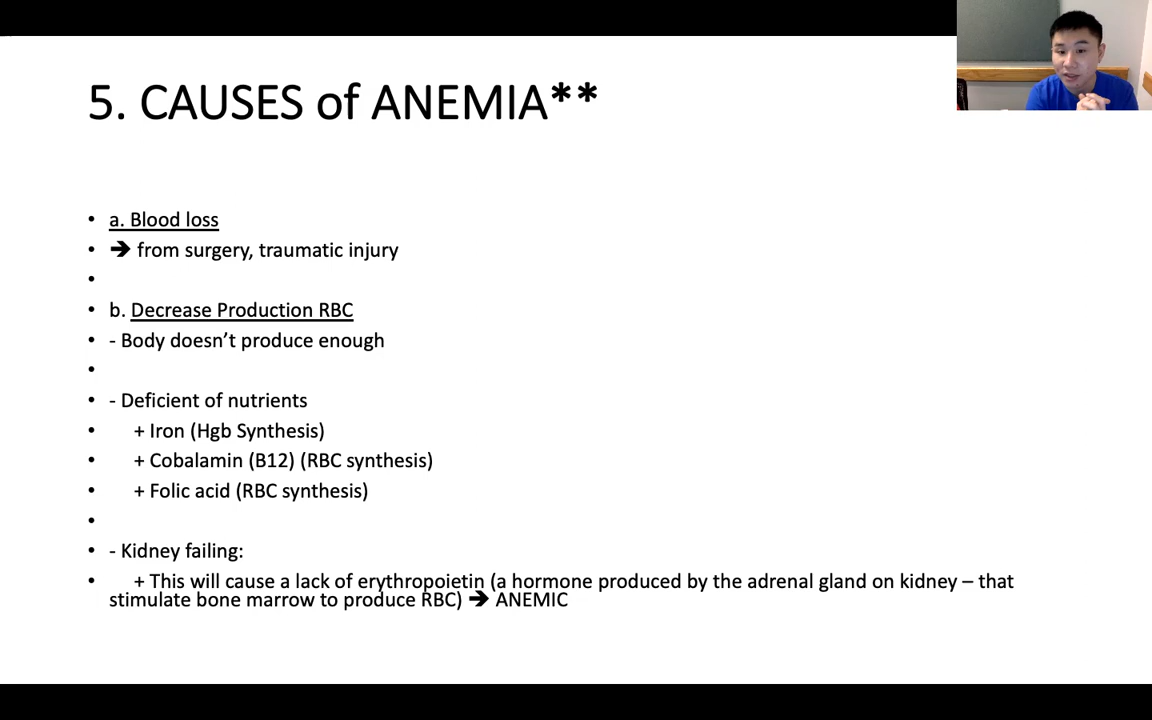 5. CAUSES of ANEMIA**
• a. Blood loss
• ➔ from surgery, traumatic injury
•
• b. Decrease Production RBC
• - Body doesn’t produce enough
•
• - Deficient of nutrients
• + Iron (Hgb Synthesis)
• + Cobalamin (B12) (RBC synthesis)
• + Folic acid (RBC synthesis)
•
• - Kidney failing:
• + This will cause a lack of erythropoietin (a hormone produced by the adrenal gland on kidney – that
stimulate bone marrow to produce RBC) ➔ ANEMIC